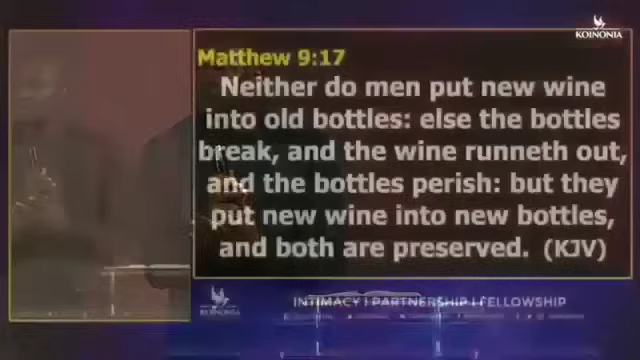 KOINONIA
Matthew 9:17
Neither do men put new wine
into old bottles: else the bottles
break, and the wine runneth out,
and the bottles perish: but they
put new wine into new bottles,
and both are preserved. (KJV)
KOINONIA
INTIMACY | PARTNERSHIP | FELLOWSHIP